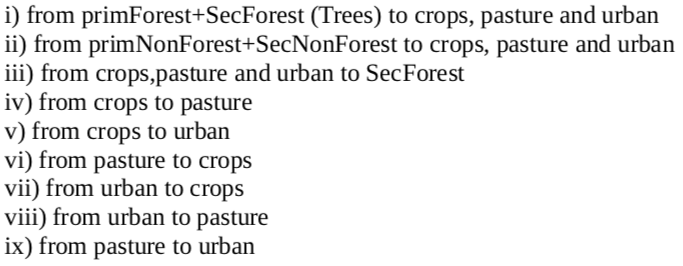 i) from primForest+SecForest (Trees) to crops, pasture and urban
ii) from primNonForest+SecNonForest to crops, pasture and urban
iii) from crops,pasture and urban to SecForest
iv) from crops to pasture
v) from crops to urban
vi) from pasture to crops
vii) from urban to crops
viii) from urban to pasture
ix) from pasture to urban